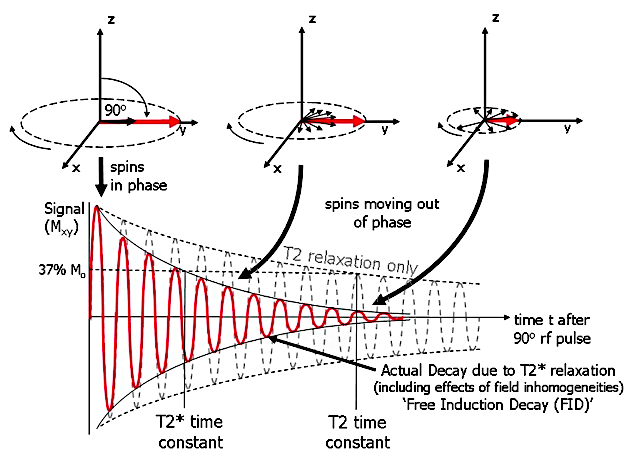 z
z
z
90º
y
y
y
x
x
x
spins
in phase
spins moving out
of phase
Signal
(Mxy)
T2 relaxation only
37% Mo
time t after
90º rf pulse
Actual Decay due to T2* relaxation
(including effects of field inhomogeneities)
‘Free Induction Decay (FID)’
T2* time
constant
T2 time
constant